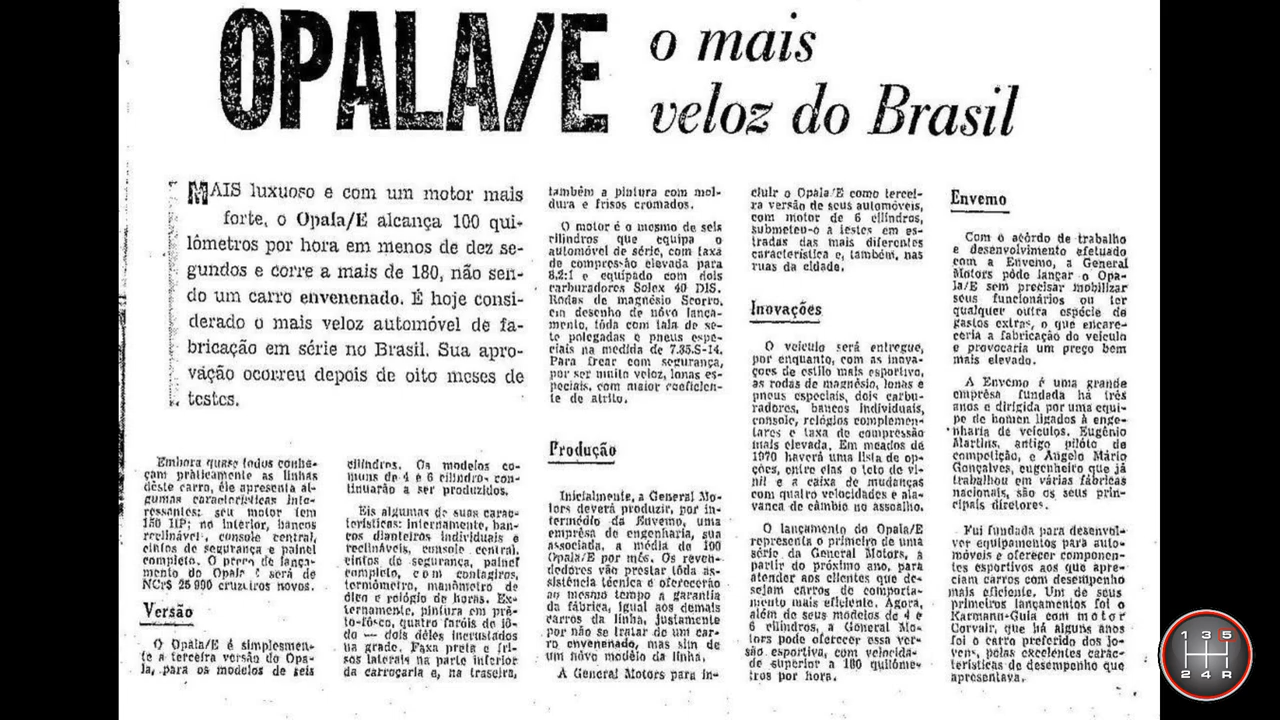 OPALA/E o mais
veloz do Brasil
MAIS luxuoso e com um motor mais
forte, o Opala/E alcança 100 qui-
lômetros por hora em menos de dez se-
gundos e corre a mais de 180, não sen-
do um carro envenenado. É hoje consi-
derado o mais veloz automóvel de fa-
bricação em série no Brasil. Sua apro-
vação ocorreu depois de oito meses de
testes.
Embora quase todos conhe-
çam pràticamente as linhas
dêste carro, êle apresenta al-
gumas características inte-
ressantes: seu motor tem
150 HP; no interior, bancos
reclináveis, console central,
cintos de segurança e painel
completo. O preço de lança-
mento do Opala será de
NCr$ 25 900 cruzeiros novos.
Versão
O Opala/E é simplesmen-
te a terceira versão do Opa-
la, para os modelos de seis
cilindros. Os modelos co-
muns de 4 e 6 cilindros con-
tinuarão a ser produzidos.
Eis algumas de suas carac-
terísticas: internamente, ban-
cos dianteiros individuais e
reclináveis, console central,
cintos de segurança, painel
completo, com contagiros,
termômetro, manômetro de
óleo e relógio de horas. Ex-
ternamente, pintura em prê-
to-fôsco, quatro faróis de iô-
do — dois dêles incrustados
na grade. Faxa preta e fri-
sos laterais na parte inferior
da carroçaria e, na traseira,
também a pintura com mol-
dura e frisos cromados.
O motor é o mesmo de seis
cilindros que equipa o
automóvel de série, com taxa
de compressão elevada para
8.2:1 e equipado com dois
carburadores Solex 40 DIS.
Rodas de magnésio Scorro,
em desenho de nôvo lança-
mento, tôda com tala de se-
te polegadas e pneus espe-
ciais na medida de 7.35.S-14.
Para frear com segurança,
por ser muito veloz, lonas es-
peciais, com maior coeficien-
te de atrito.
Produção
Inicialmente, a General Mo-
tors deverá produzir, por in-
termédio da Envemo, uma
emprêsa de engenharia, sua
associada, a média de 100
Opala/E por mês. Os reven-
dedores vão prestar tôda as-
sistência técnica e oferecerão
ao mesmo tempo a garantia
da fábrica, igual aos demais
carros da linha, justamente
por não se tratar de um car-
ro envenenado, mas sim de
um nôvo modêlo da linha.
A General Motors para in-
cluir o Opala/E como tercei-
ra versão de seus automóveis,
com motor de 6 cilindros,
submeteu-o a testes em es-
tradas das mais diferentes
característica e, também, nas
ruas da cidade.
Inovações
O veículo será entregue,
por enquanto, com as inova-
ções de estilo mais esportivo,
as rodas de magnésio, lonas e
pneus especiais, dois carbu-
radores, bancos individuais,
console, relógios complemen-
tares e taxa de compressão
mais elevada. Em meados de
1970 haverá uma lista de op-
ções, entre elas o teto de vi-
nil e a caixa de mudanças
com quatro velocidades e ala-
vanca de câmbio no assoalho.
O lançamento do Opala/E
representa o primeiro de uma
série da General Motors, a
partir do próximo ano, para
atender aos clientes que de-
sejam carros de comporta-
mento mais eficiente. Agora,
além de seus modelos de 4 e
6 cilindros, a General Mo-
tors pode oferecer essa ver-
são esportiva, com velocida-
de superior a 180 quilôme-
tros por hora.
Envemo
Com o acôrdo de trabalho
e desenvolvimento efetuado
com a Envemo, a General
Motors pôde lançar o Opa-
la/E sem precisar mobilizar
seus funcionários ou ter
qualquer outra espécie de
gastos extras, o que encare-
ceria a fabricação do veículo
e provocaria um preço bem
mais elevado.
A Envemo é uma grande
emprêsa fundada há três
anos e dirigida por uma equi-
pe de homen ligados à enge-
nharia de veículos. Eugênio
Martins, antigo pilôto de
competição, e Angelo Mário
Gonçalves, engenheiro que já
trabalhou em várias fábricas
nacionais, são os seus prin-
cipais diretores.
Fui fundada para desenvol-
ver equipamentos para auto-
móveis e oferecer componen-
tes esportivos aos que apre-
ciam carros com desempenho
mais eficiente. Um de seus
primeiros lançamentos foi o
Karmann-Guia com motor
Corvair, que há alguns anos
foi o carro preferido dos jo-
vens, pelas excelentes carac-
terísticas de desempenho que
apresentava.
1 3 5
2 4 R